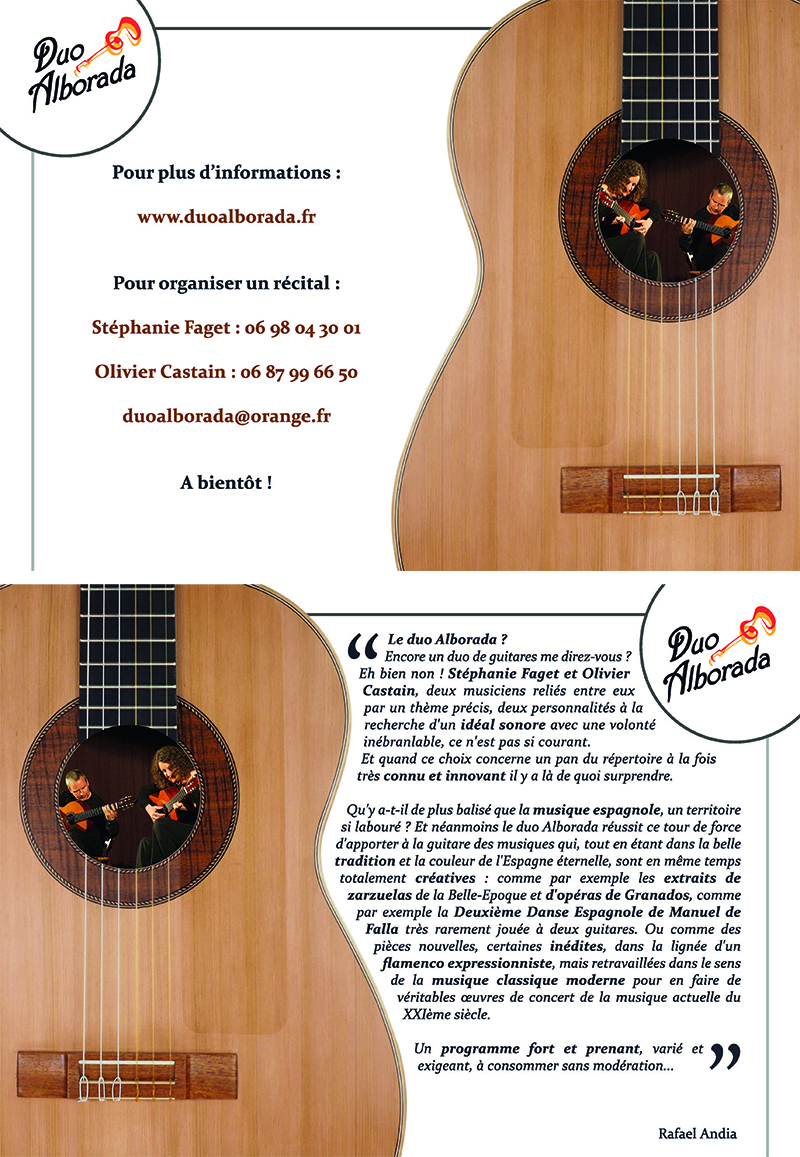 Duo
Alborada
Pour plus d'informations :
www.duoalborada.fr
Pour organiser un récital :
Stéphanie Faget : 06 98 04 30 01
Olivier Castain : 06 87 99 66 50
duoalborada@orange.fr
A bientôt !
Duo
Alborada
“ Le duo Alborada ?
Encore un duo de guitares me direz-vous ?
Eh bien non ! Stéphanie Faget et Olivier
Castain, deux musiciens reliés entre eux
par un thème précis, deux personnalités à la
recherche d'un idéal sonore avec une volonté
inébranlable, ce n'est pas si courant.
Et quand ce choix concerne un pan du répertoire à la fois
très connu et innovant il y a là de quoi surprendre.
Qu'y a-t-il de plus balisé que la musique espagnole, un territoire
si labouré ? Et néanmoins le duo Alborada réussit ce tour de force
d'apporter à la guitare des musiques qui, tout en étant dans la belle
tradition et la couleur de l'Espagne éternelle, sont en même temps
totalement créatives : comme par exemple les extraits de
zarzuelas de la Belle-Epoque et d'opéras de Granados, comme
par exemple la Deuxième Danse Espagnole de Manuel de
Falla très rarement jouée à deux guitares. Ou comme des
pièces nouvelles, certaines inédites, dans la lignée d'un
flamenco expressionniste, mais retravaillées dans le sens
de la musique classique moderne pour en faire de
véritables œuvres de concert de la musique actuelle du
XXIème siècle.
Un programme fort et prenant, varié et
exigeant, à consommer sans modération... ”
Rafael Andia